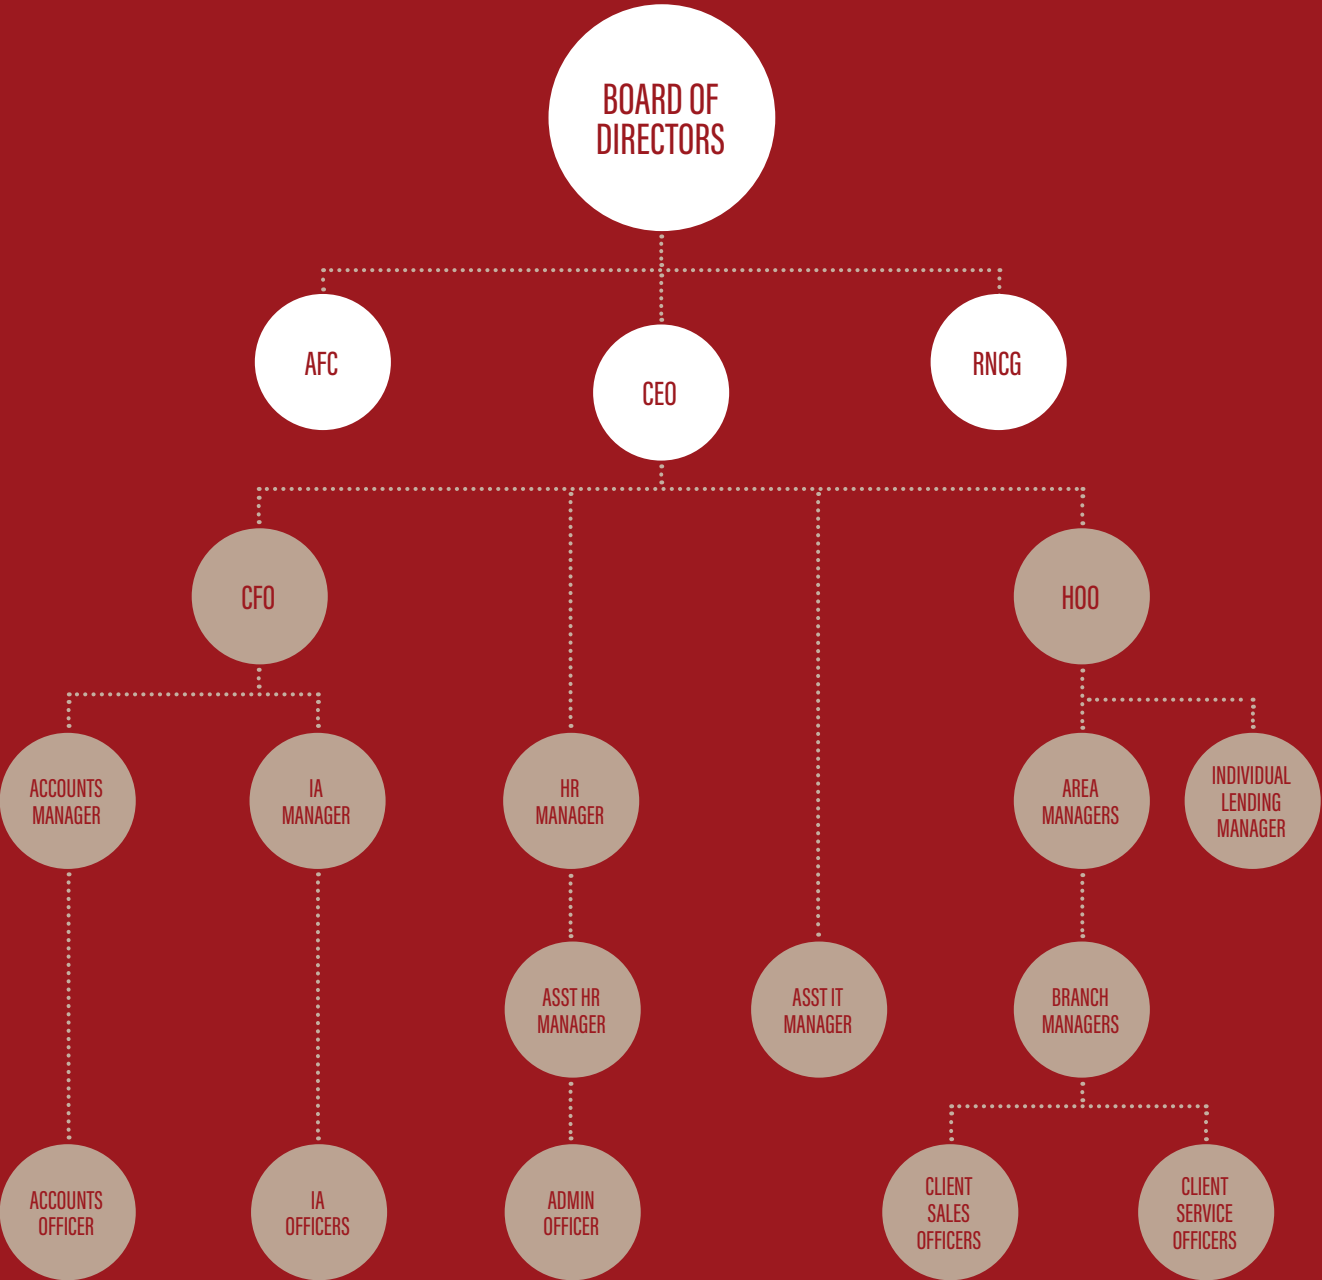 BOARD OF
DIRECTORS
AFC
CEO
RNCG
CFO
HOO
ACCOUNTS
MANAGER
IA
MANAGER
HR
MANAGER
AREA
MANAGERS
INDIVIDUAL
LENDING
MANAGER
ASST HR
MANAGER
ASST IT
MANAGER
BRANCH
MANAGERS
ACCOUNTS
OFFICER
IA
OFFICERS
ADMIN
OFFICER
CLIENT
SALES
OFFICERS
CLIENT
SERVICE
OFFICERS